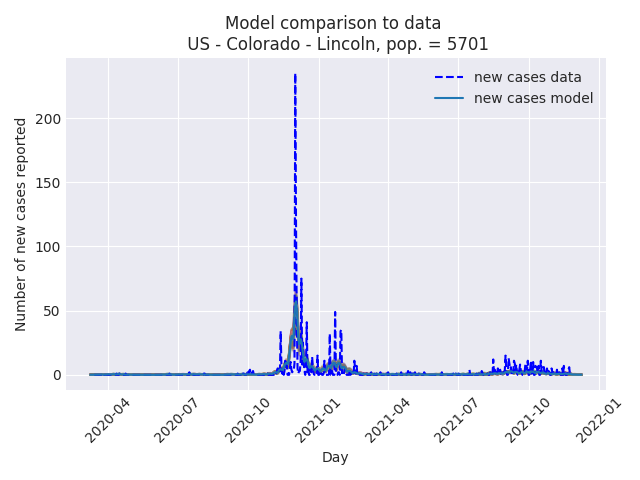 Model comparison to data
US - Colorado - Lincoln, pop. = 5701
new cases data
new cases model
Number of new cases reported
200
150
100
50
0
2020-04
2020-07
2020-10
2021-01
2021-04
2021-07
2021-10
2022-01
Day